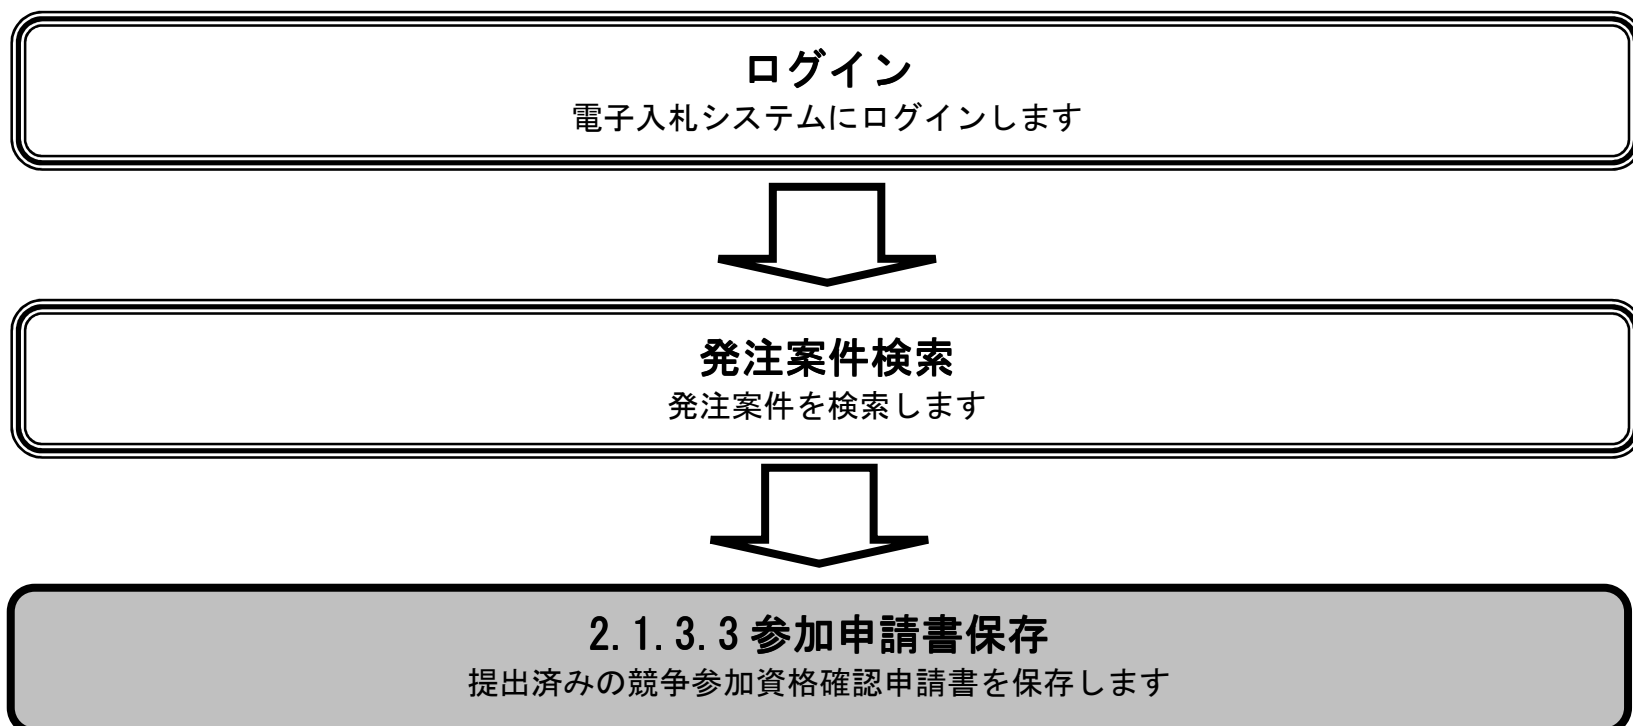 ログイン
電子入札システムにログインします
発注案件検索
発注案件を検索します
2.1.3.3 参加申請書保存
提出済みの競争参加資格確認申請書を保存します